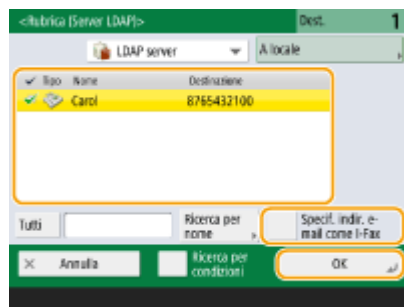 <Rubrica (Server LDAP)>
Dest. 1
LDAP server
A locale
Tipo Nome Destinazione
Carol 8765432100
Tutti
Ricerca per
nome
Specif. indir. e-
mail come I-Fax
Annulla
Ricerca per
condizioni
OK